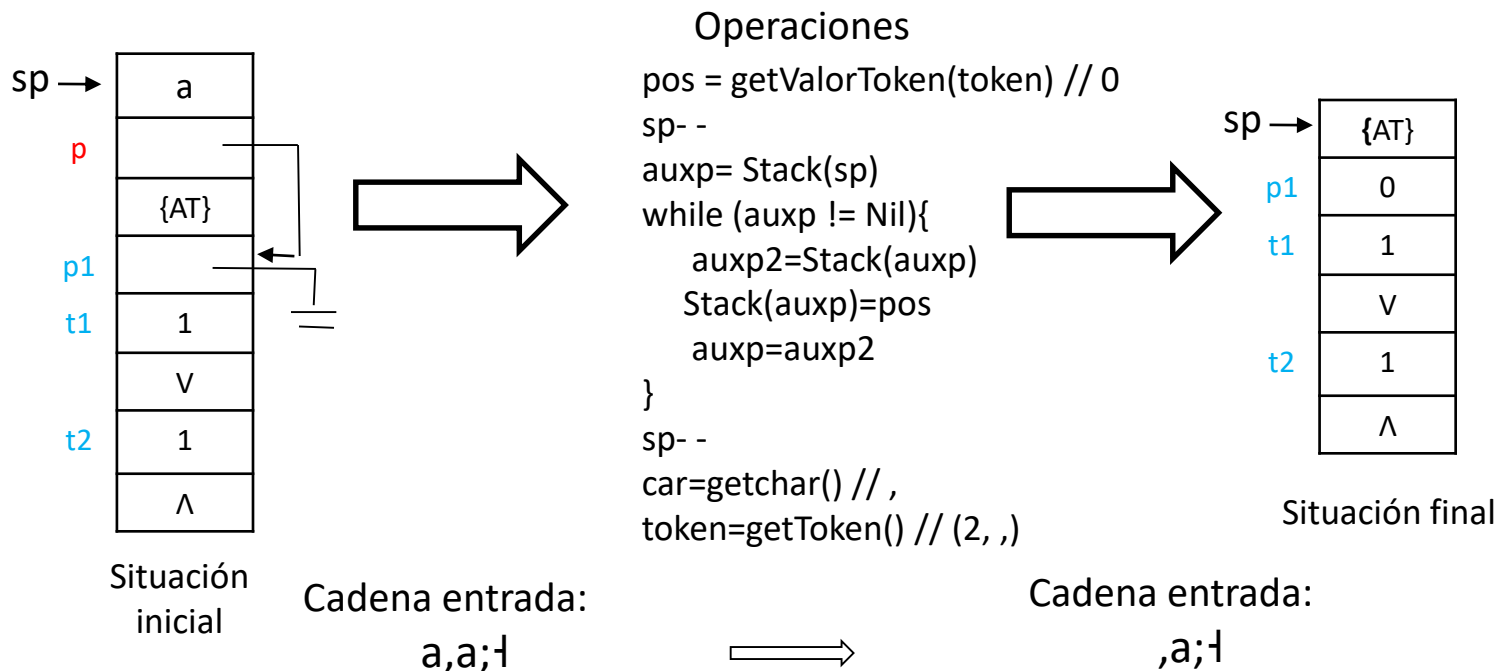 Operaciones
sp
a
p
{AT}
p1
t1
1
V
t2
1
Λ
Situación
inicial
pos = getValorToken(token) // 0
sp- -
auxp= Stack(sp)
while (auxp != Nil){
auxp2=Stack(auxp)
Stack(auxp)=pos
auxp=auxp2
}
sp- -
car=getchar() // ,
token=getToken() // (2, ,)
sp
{AT}
p1
0
t1
1
V
t2
1
Λ
Situación final
Cadena entrada:
a,a;⊣
Cadena entrada:
,a;⊣